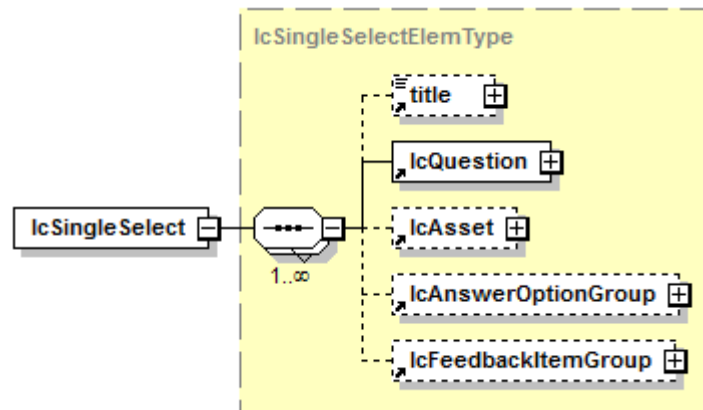 lcSingleSelectElemType
title
lcQuestion
lcSingleSelect
lcAsset
1..∞
lcAnswerOptionGroup
lcFeedbackItemGroup